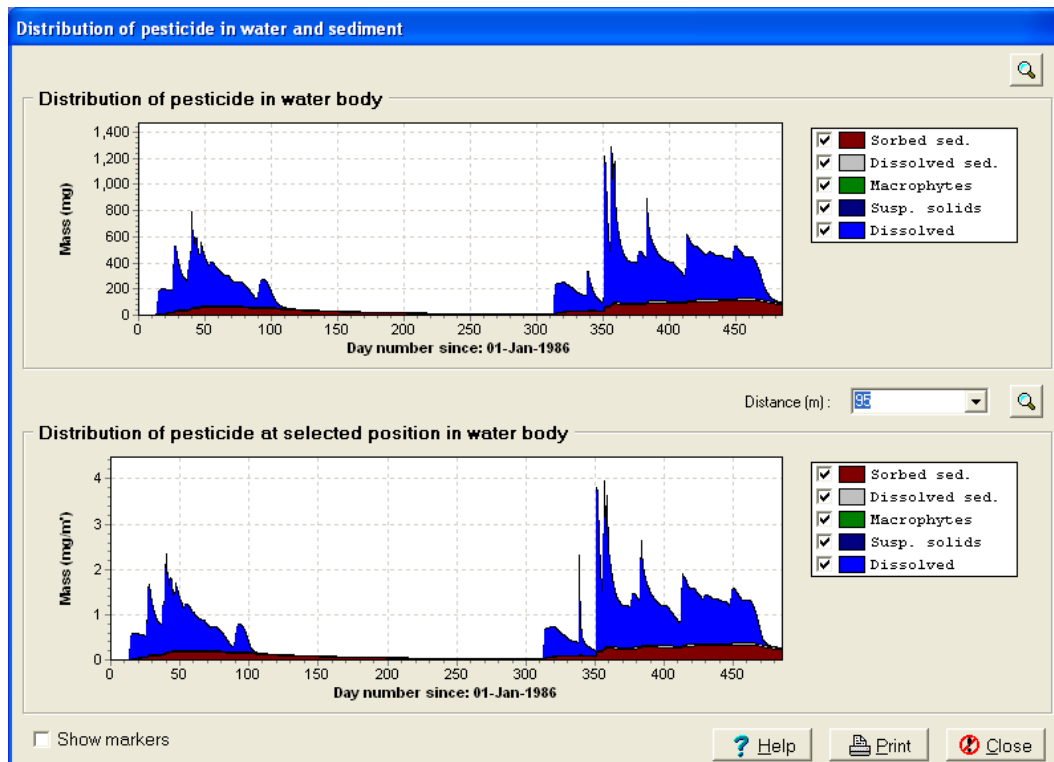 Distribution of pesticide in water and sediment
Distribution of pesticide in water body
1,400
1,200
1,000
800
600
400
200
0
Mass (mg)
0 50 100 150 200 250 300 350 400 450
Day number since: 01-Jan-1986
Sorbed sed.
Dissolved sed.
Macrophytes
Susp. solids
Dissolved
Distance (m) : 95
Distribution of pesticide at selected position in water body
4
3
2
1
0
Mass (mg/m')
0 50 100 150 200 250 300 350 400 450
Day number since: 01-Jan-1986
Sorbed sed.
Dissolved sed.
Macrophytes
Susp. solids
Dissolved
Show markers
? Help Print Close